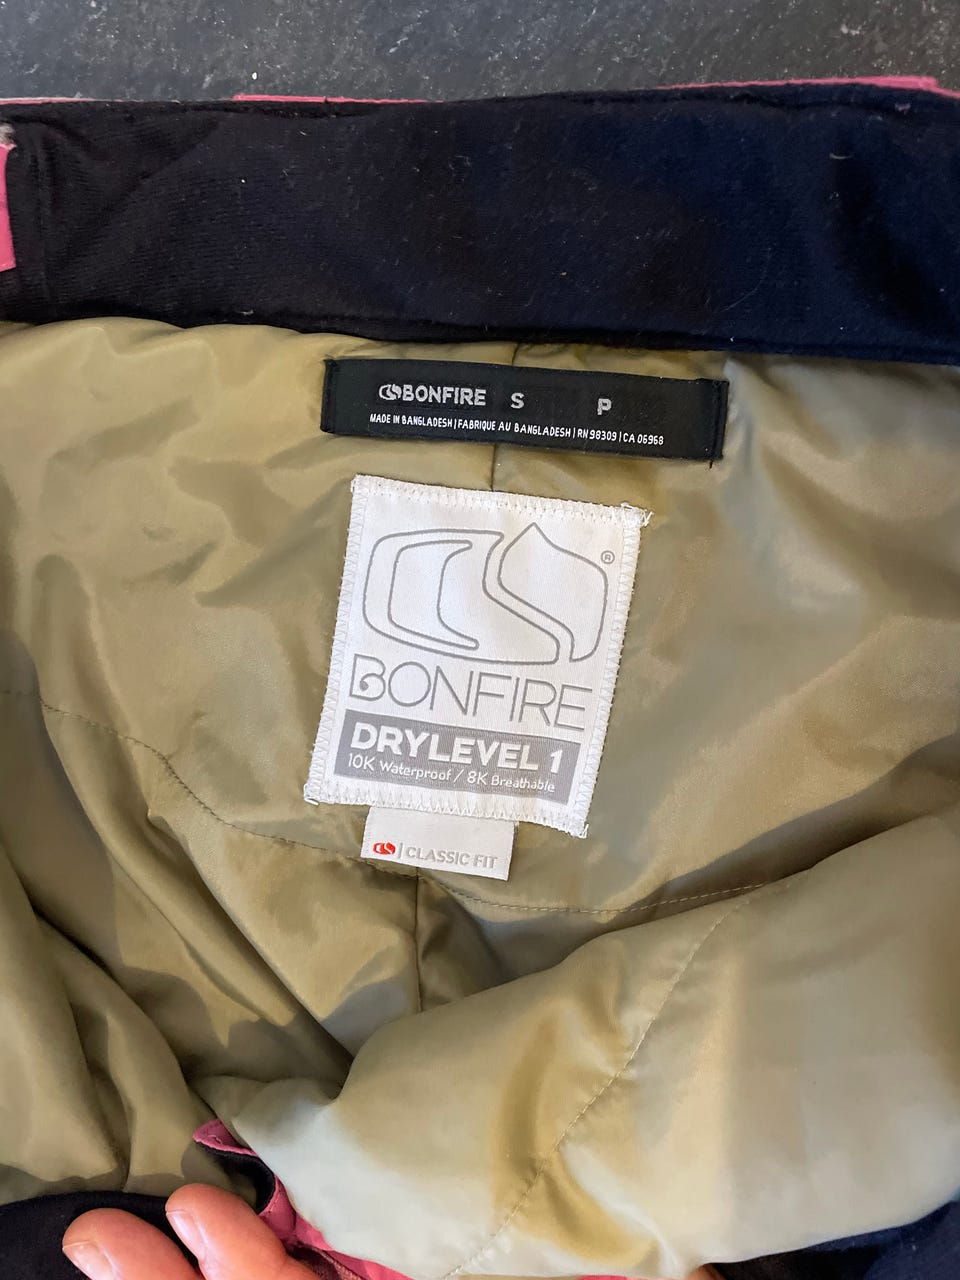 BONFIRE S P
MADE IN BANGLADESH | FABRIQUE AU BANGLADESH | RN 98309 | CA 06968
®
BONFIRE
DRYLEVEL 1
10K Waterproof / 8K Breathable
| CLASSIC FIT